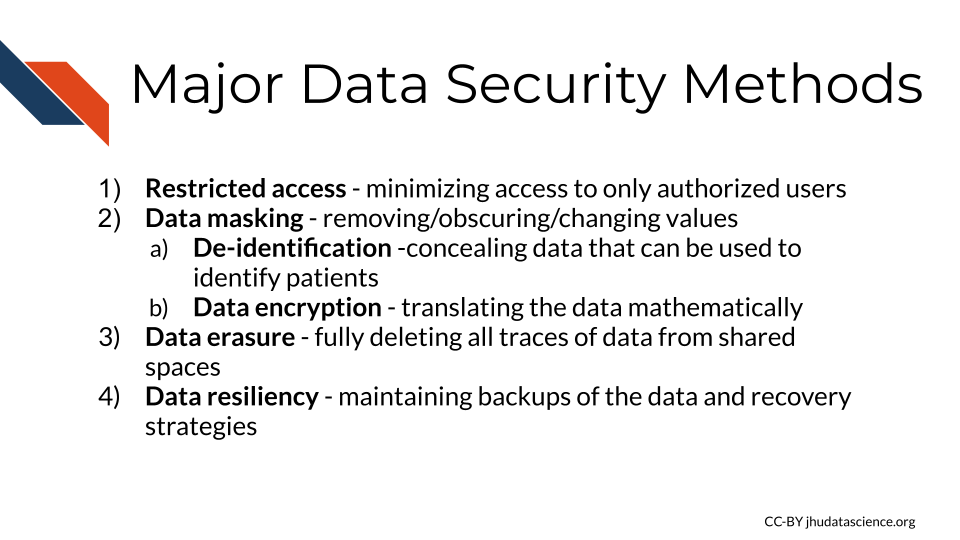 Major Data Security Methods
1) Restricted access - minimizing access to only authorized users
2) Data masking - removing/obscuring/changing values
a) De-identification -concealing data that can be used to
identify patients
b) Data encryption - translating the data mathematically
3) Data erasure - fully deleting all traces of data from shared
spaces
4) Data resiliency - maintaining backups of the data and recovery
strategies
CC-BY jhudatascience.org